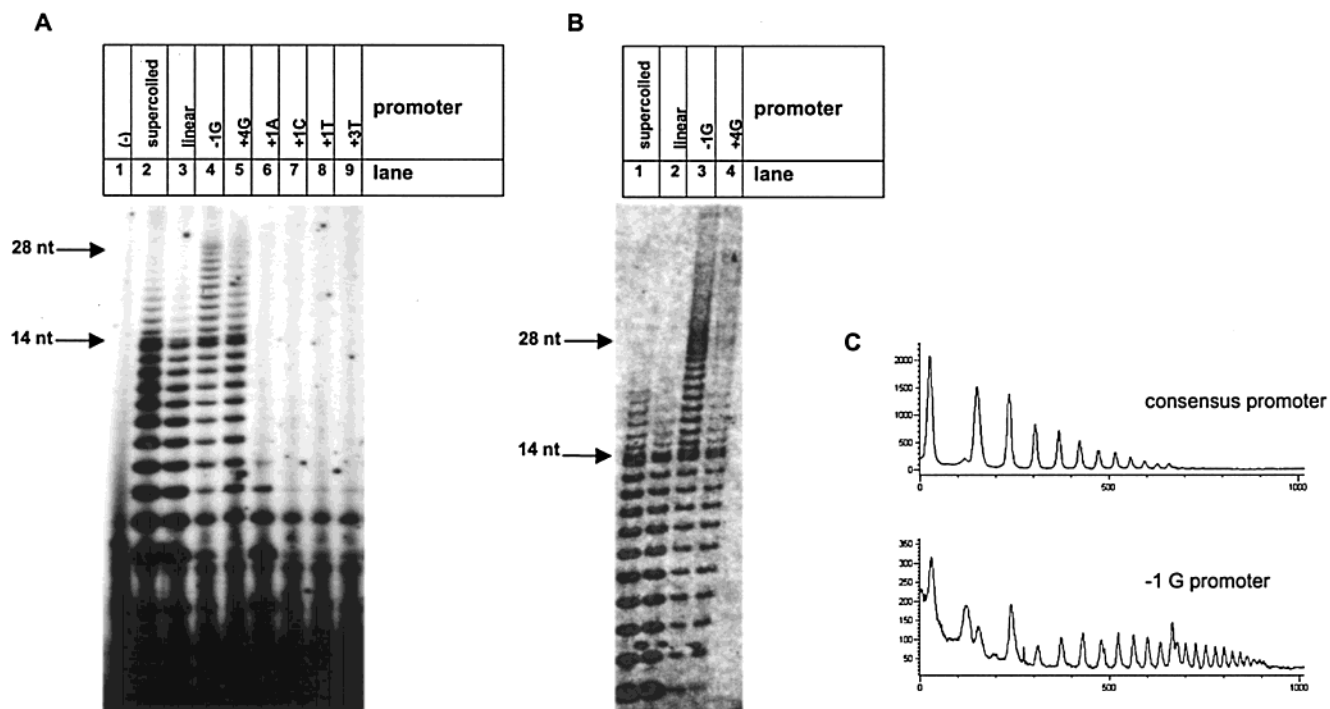 A
(-)
supercoiled
linear
-1G
+4G
+1A
+1C
+1T
+3T
promoter
1 2 3 4 5 6 7 8 9 lane
28 nt
14 nt
B
supercoiled
linear
-1G
+4G
promoter
1 2 3 4 lane
28 nt
14 nt
C
2000
1500
1000
500
0
consensus promoter
0 500 1000
350
300
250
200
150
100
50
-1 G promoter
0 500 1000